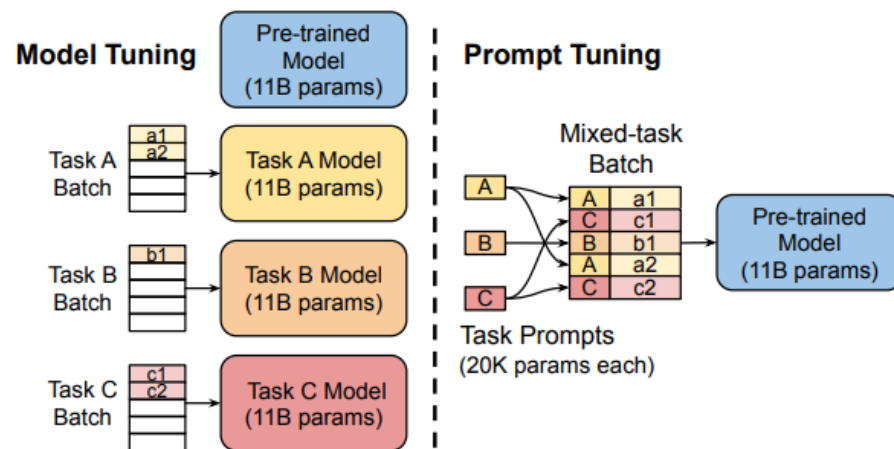 Model Tuning
Pre-trained
Model
(11B params)
Task A
Batch
a1
a2
Task A Model
(11B params)
Task B
Batch
b1
Task B Model
(11B params)
Task C
Batch
c1
c2
Task C Model
(11B params)
Prompt Tuning
Mixed-task
Batch
A
B
C
A a1
C c1
B b1
A a2
C c2
Task Prompts
(20K params each)
Pre-trained
Model
(11B params)